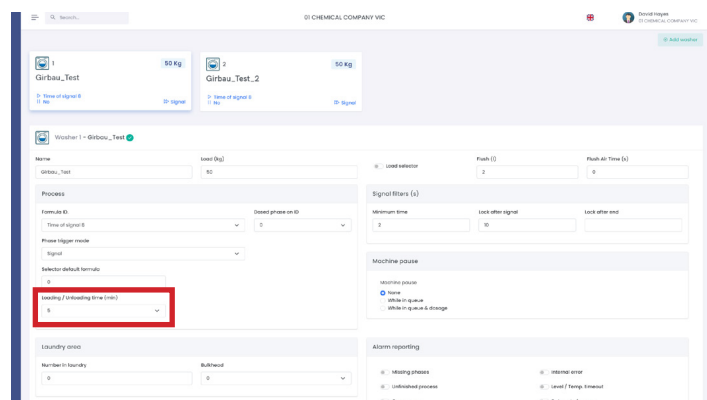 Search...
01 CHEMICAL COMPANY VIC
David Hayes
01 CHEMICAL COMPANY VIC
Add washer
1
50 Kg
Girbau_Test
Time of signal 8
No
Signal
2
50 Kg
Girbau_Test_2
Time of signal 8
No
Signal
Washer 1 - Girbau_Test
Name
Load (kg)
Load selector
Flush (l)
Flush Air Time (s)
Girbau_Test
50
2
6
Process
Signal filters (s)
Formula ID
Dosed phase on ID
Minimum time
Lock after signal
Lock after end
Time of signal 8
2
10
Phase trigger mode
Signal
Machine pause
Selector default formula
0
Machine pause
None
Loading / Unloading time (min)
While in queue
While in queue & dosage
5
Laundry area
Alarm reporting
Number in laundry
Bulkhead
Missing phases
Internal error
0
Unfinished process
Level / Temp. timeout